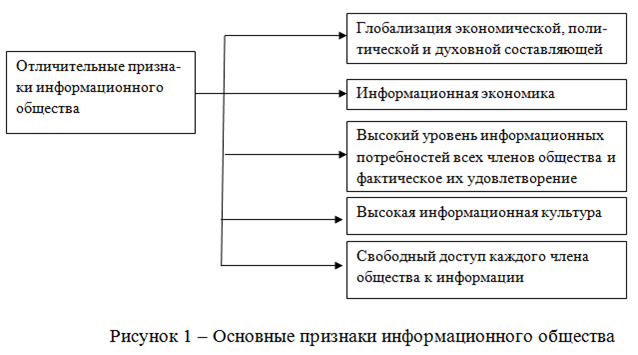 Отличительные призна-
ки информационного
общества
Глобализация экономической, поли-
тической и духовной составляющей
Информационная экономика
Высокий уровень информационных
потребностей всех членов общества и
фактическое их удовлетворение
Высокая информационная культура
Свободный доступ каждого члена
общества к информации
Рисунок 1 – Основные признаки информационного общества